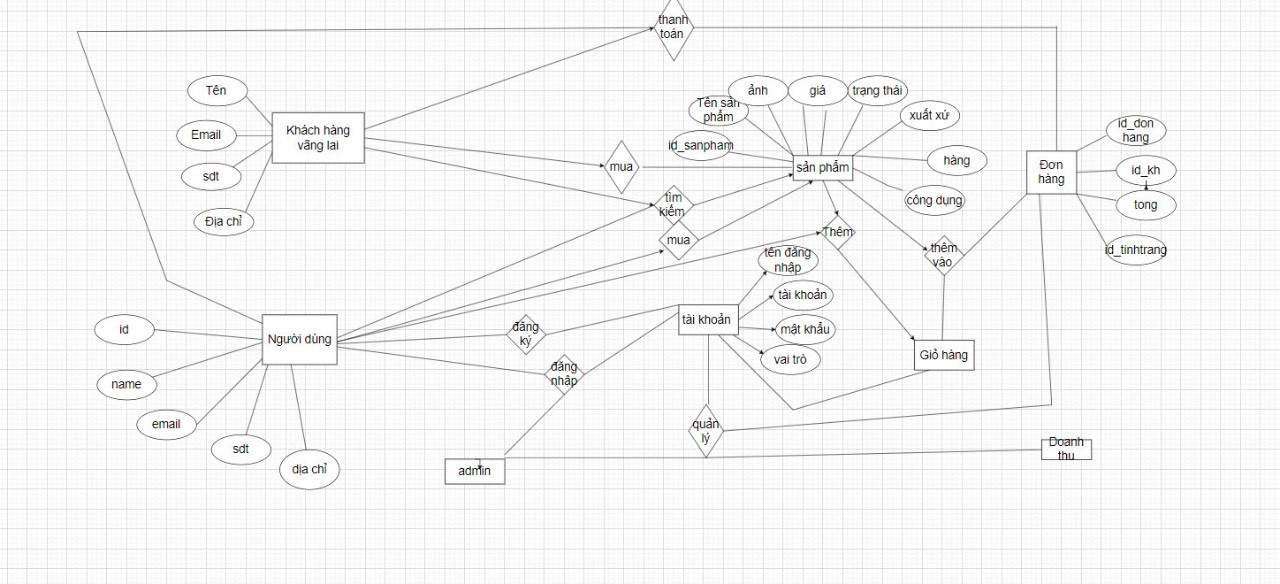 thanh
toán
Tên
Email
sdt
Địa chỉ
Khách hàng
vãng lai
mua
tìm
kiếm
mua
id_sanpham
Tên sản
phẩm
ảnh
giá
trạng thái
xuất xứ
hàng
công dụng
sản phẩm
Thêm
thêm
vào
Đơn
hàng
id_don
hang
id_kh
tong
id_tinhtrang
id
name
email
sdt
dịa chỉ
Người dùng
đăng
ký
đăng
nhập
tài khoản
tên đăng
nhập
tài khoản
mật khẩu
vai trò
Giỏ hàng
quản
lý
admin
Doanh
thu